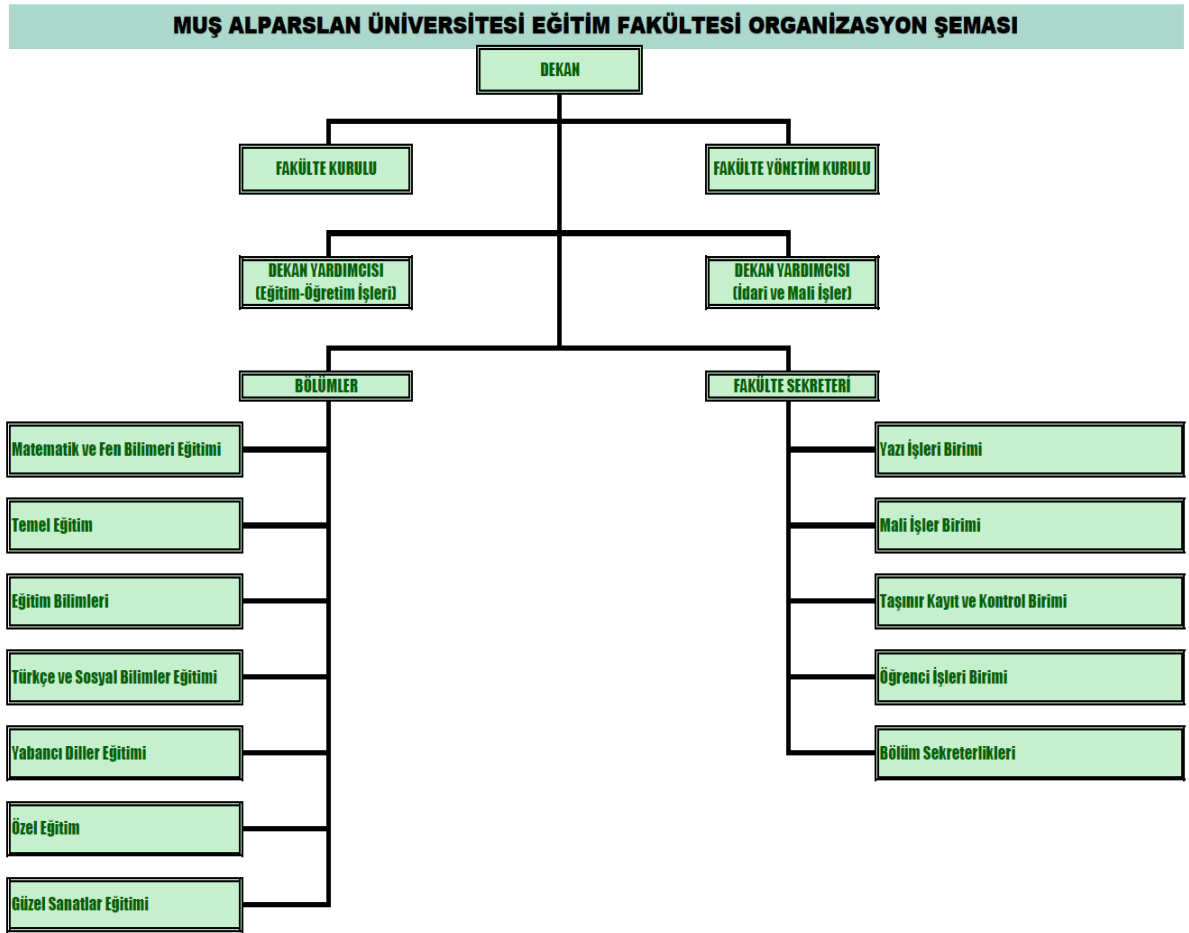 MUŞ ALPARSLAN ÜNİVERSİTESİ EĞİTİM FAKÜLTESİ ORGANİZASYON ŞEMASI
DEKAN
FAKÜLTE KURULU
FAKÜLTE YÖNETİM KURULU
DEKAN YARDIMCISI
(Eğitim-Öğretim İşleri)
DEKAN YARDIMCISI
(İdari ve Mali İşler)
BÖLÜMLER
FAKÜLTE SEKRETERİ
Matematik ve Fen Bilimeri Eğitimi
Temel Eğitim
Eğitim Bilimleri
Türkçe ve Sosyal Bilimler Eğitimi
Yabancı Diller Eğitimi
Özel Eğitim
Güzel Sanatlar Eğitimi
Yazı İşleri Birimi
Mali İşler Birimi
Taşınır Kayıt ve Kontrol Birimi
Öğrenci İşleri Birimi
Bölüm Sekreterlikleri